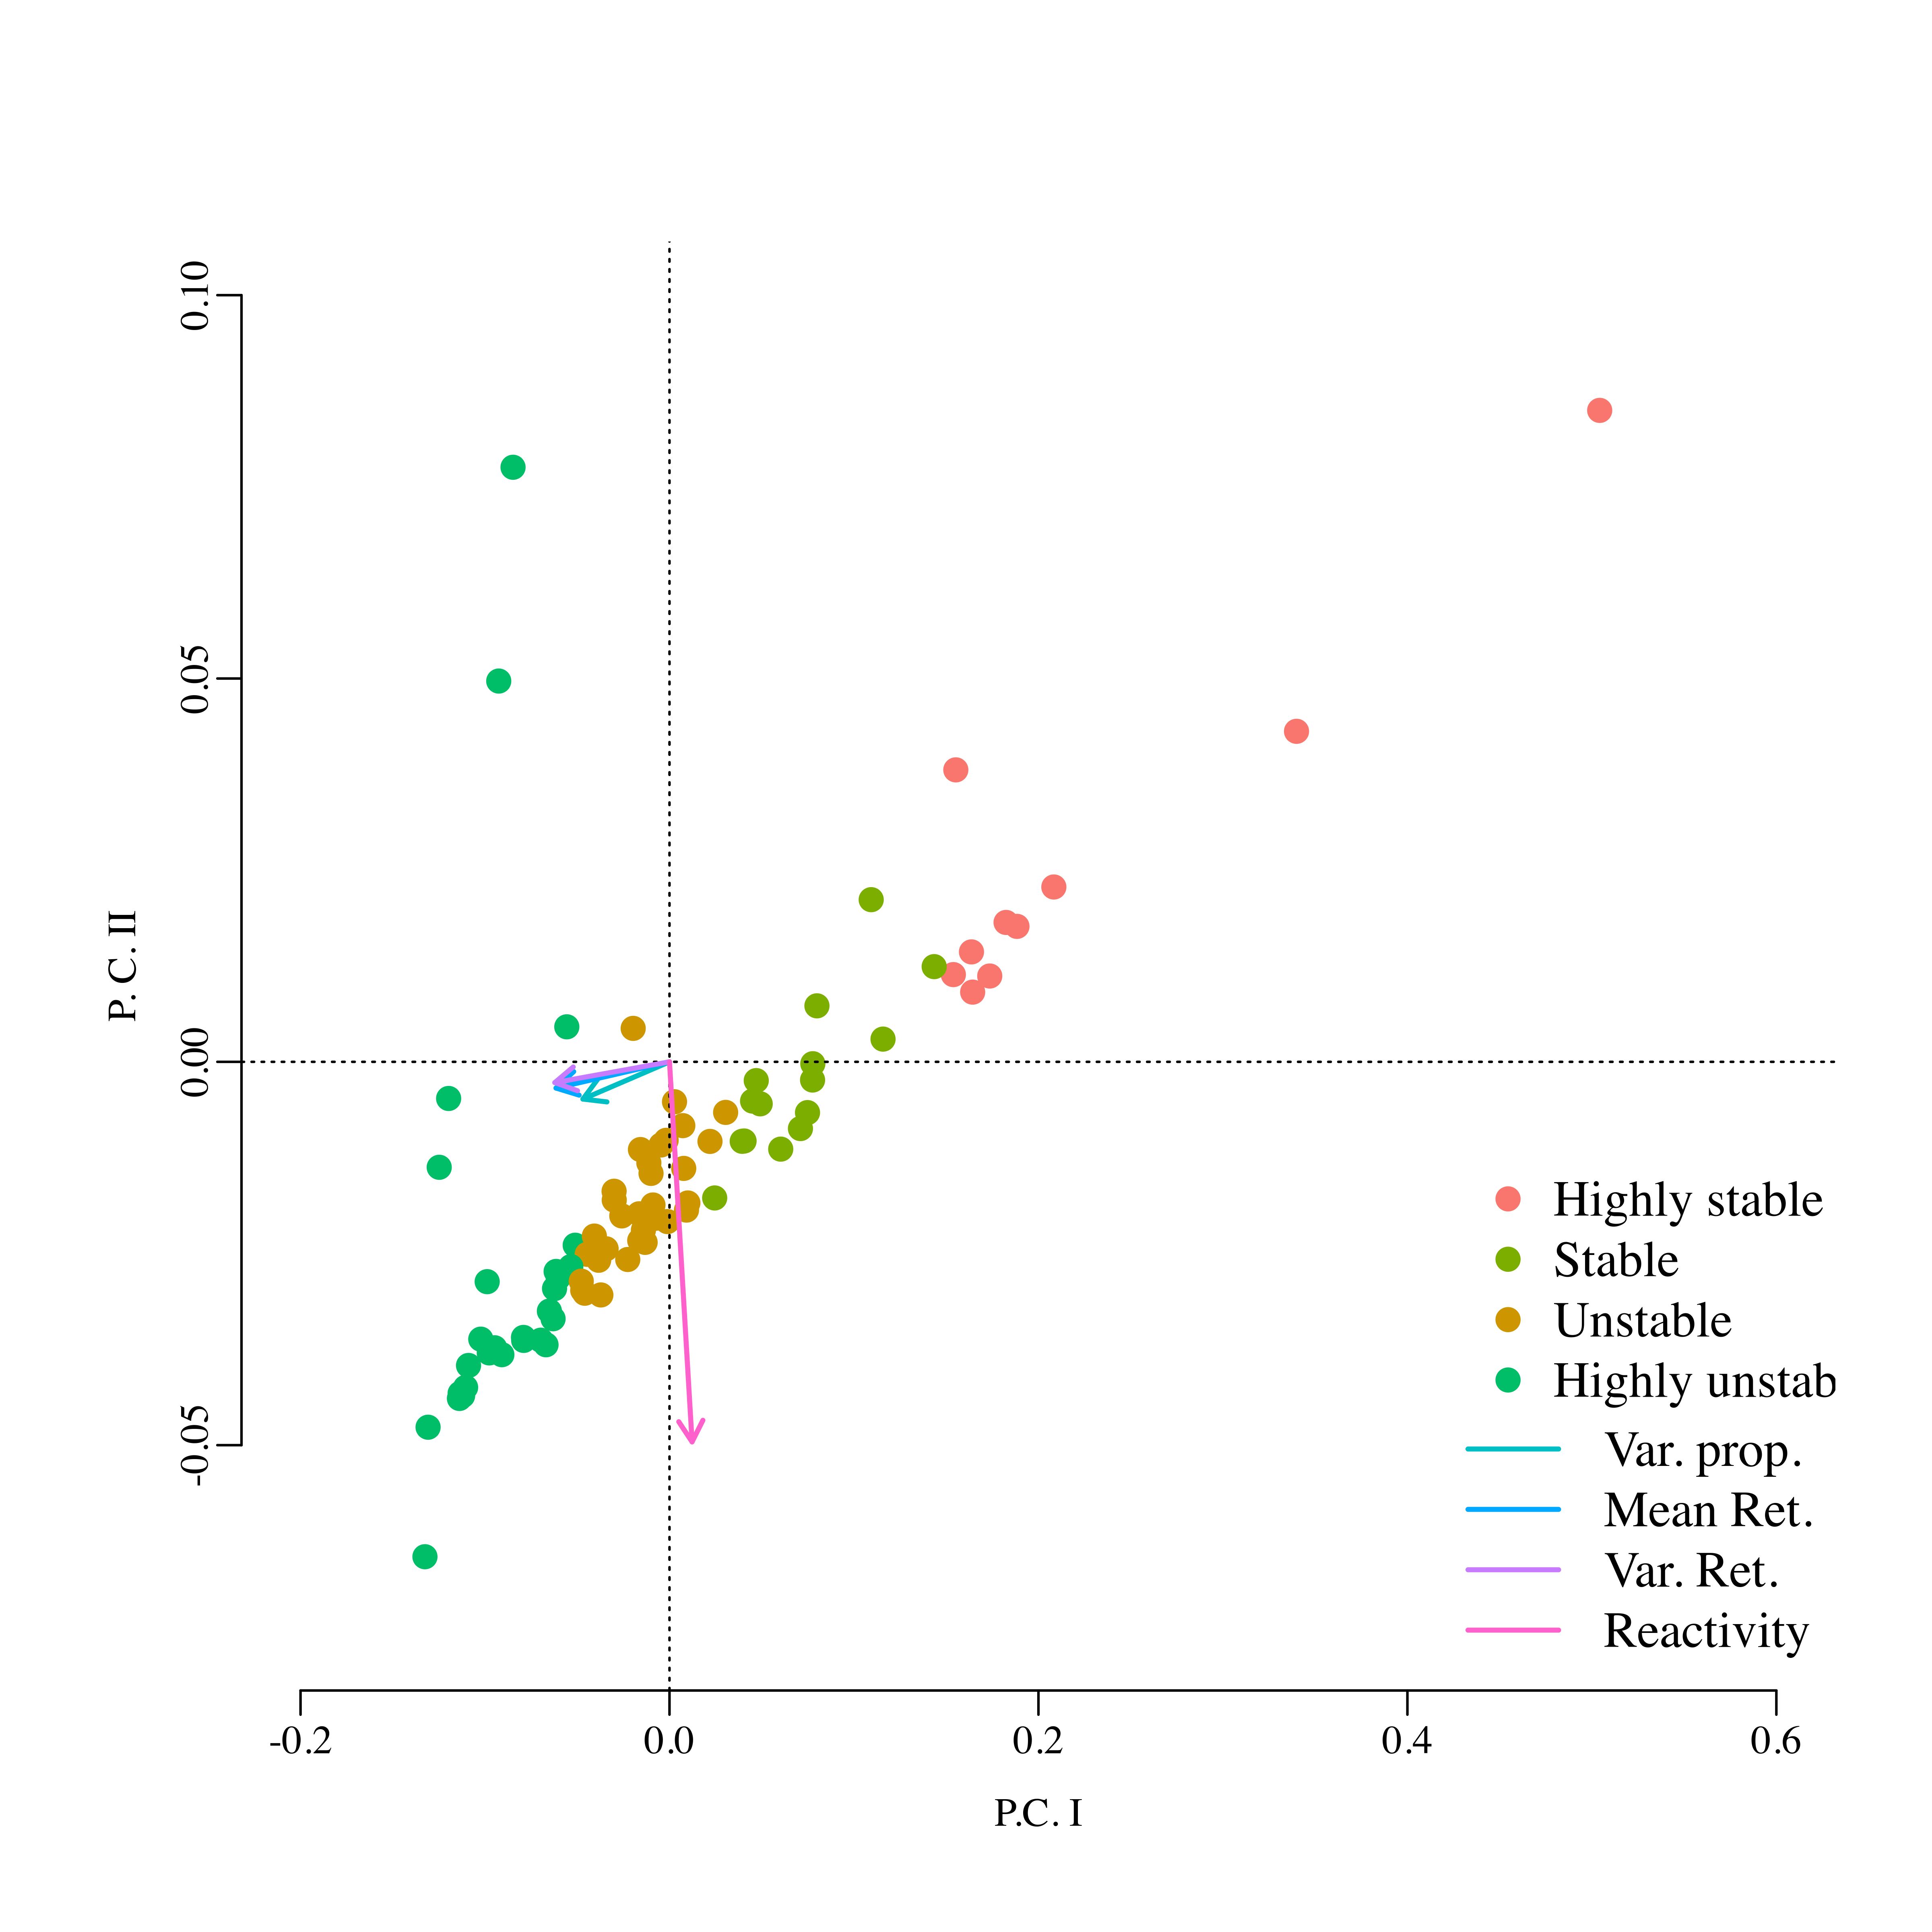 0.10
0.05
0.00
-0.05
P. C. II
Highly stable
Stable
Unstable
Highly unstab
Var. prop.
Mean Ret.
Var. Ret.
Reactivity
-0.2 0.0 0.2 0.4 0.6
P.C. I